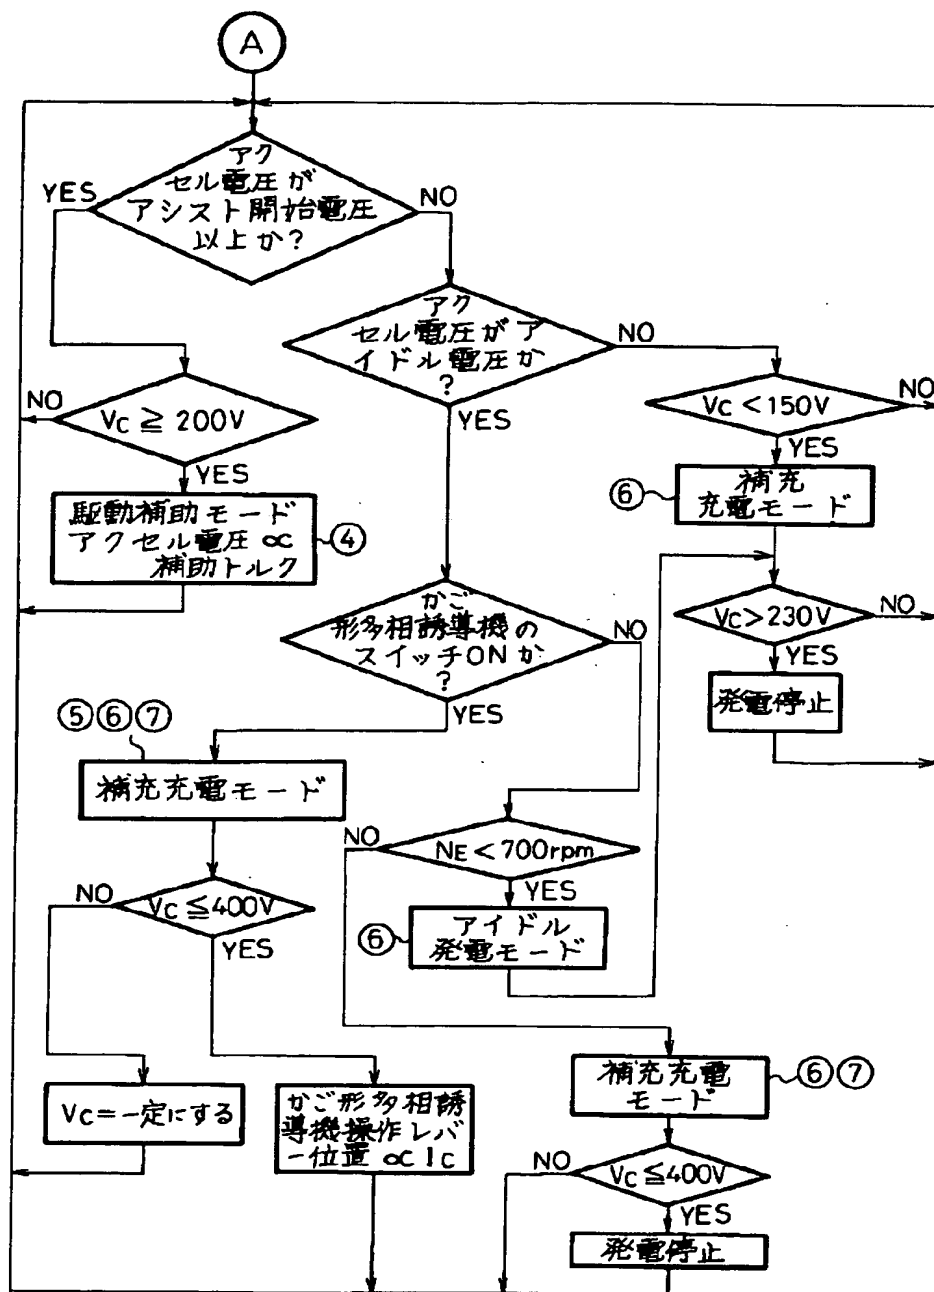 A
アク
セル電圧が
アシスト開始電圧
以上か?
YES
NO
アク
セル電圧がア
イドル電圧か
?
NO
YES
NO
VC≧200V
YES
VC<150V
NO
YES
駆動補助モード
アクセル電圧∝
補助トルク
④
⑥
補充
充電モード
かご
形多相誘導機の
スイッチONか
?
NO
YES
VC>230V
NO
YES
発電停止
⑤⑥⑦
補充充電モード
NO
NE<700rpm
YES
NO
VC≦400V
YES
⑥
アイドル
発電モード
VC=一定にする
かご形多相誘
導機操作レバ
ー位置∝IC
補充充電
モード
⑥⑦
NO
VC≦400V
YES
発電停止